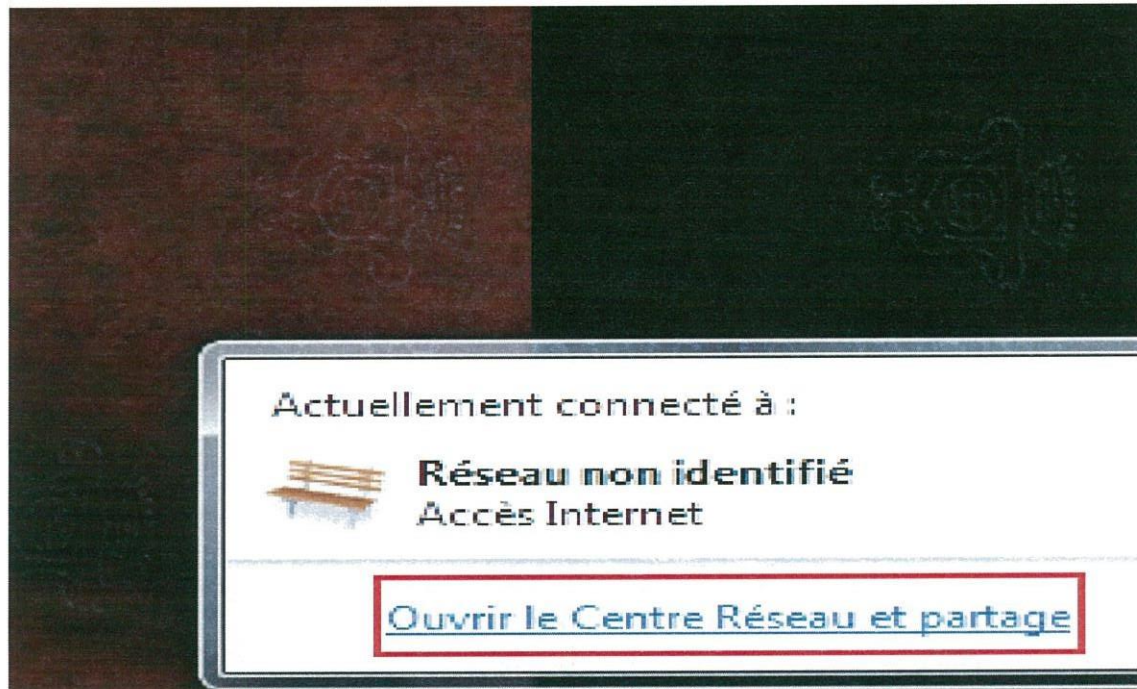 Actuellement connecté à :
Réseau non identifié
Accès Internet
Ouvrir le Centre Réseau et partage